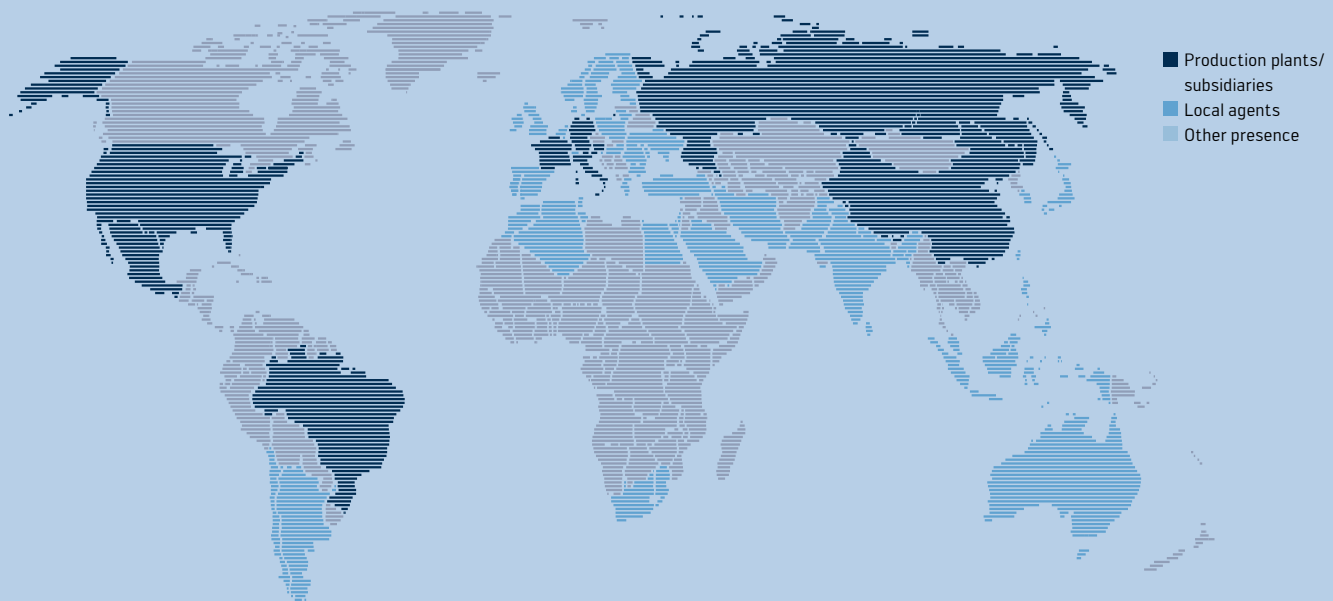 Production plants/
subsidiaries
Local agents
Other presence